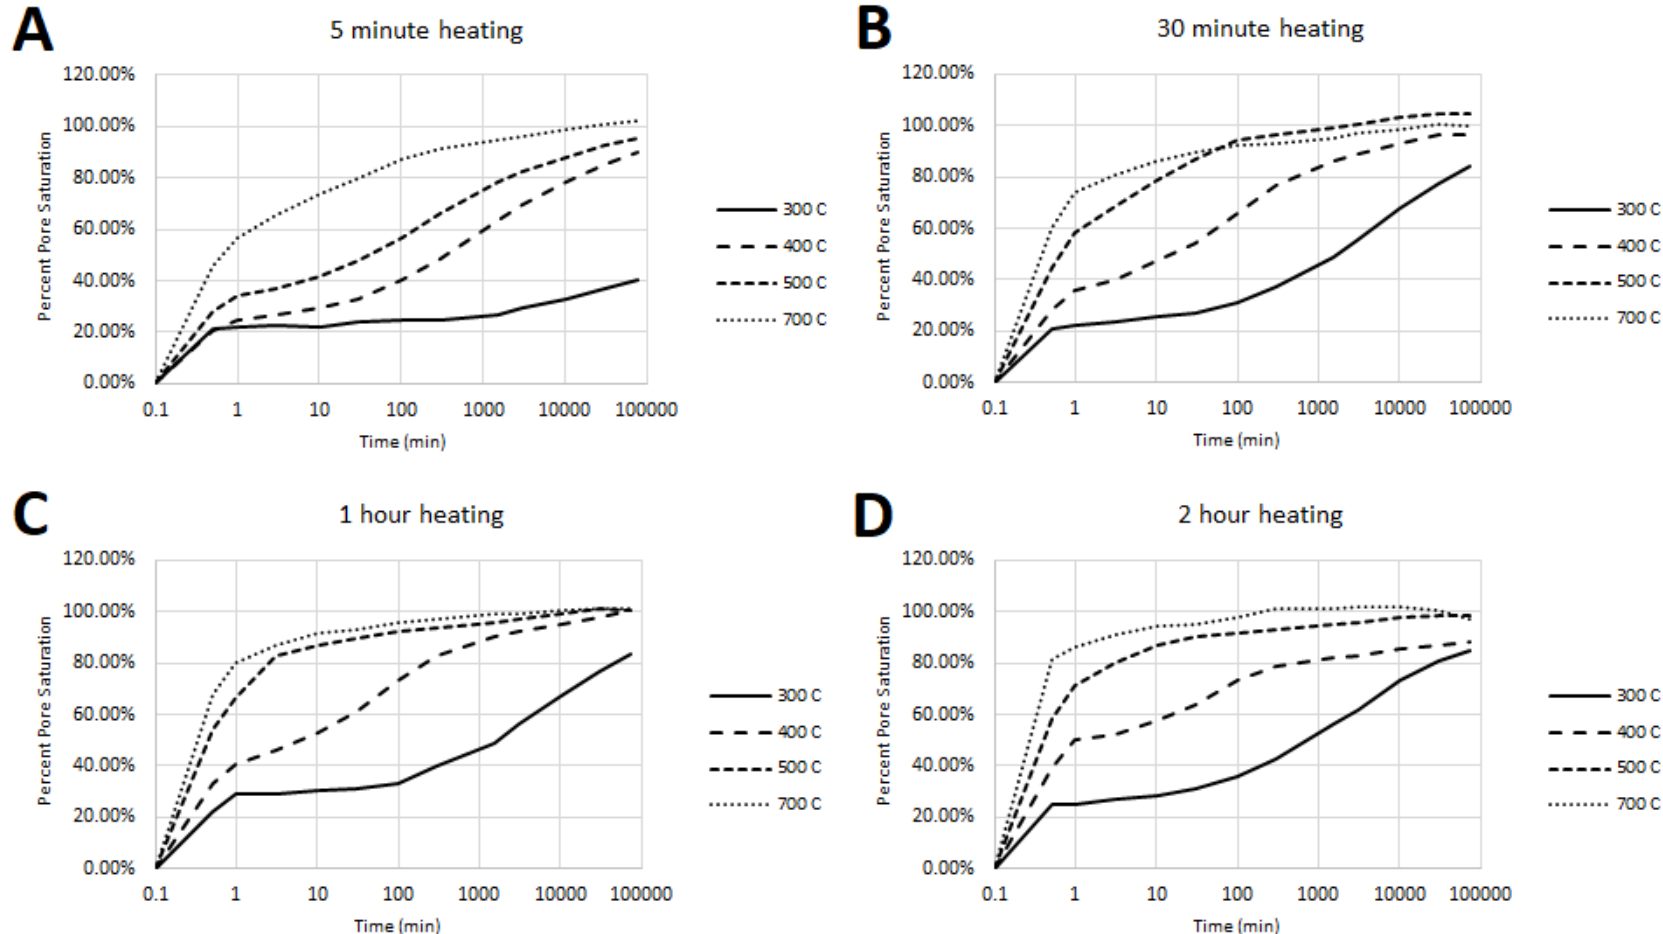 A
5 minute heating
120.00%
100.00%
80.00%
60.00%
40.00%
20.00%
0.00%
Percent Pore Saturation
0.1 1 10 100 1000 10000 100000
Time (min)
300 C
400 C
500 C
700 C
B
30 minute heating
120.00%
100.00%
80.00%
60.00%
40.00%
20.00%
0.00%
Percent Pore Saturation
0.1 1 10 100 1000 10000 100000
Time (min)
300 C
400 C
500 C
700 C
C
1 hour heating
120.00%
100.00%
80.00%
60.00%
40.00%
20.00%
0.00%
Percent Pore Saturation
0.1 1 10 100 1000 10000 100000
Time (min)
300 C
400 C
500 C
700 C
D
2 hour heating
120.00%
100.00%
80.00%
60.00%
40.00%
20.00%
0.00%
Percent Pore Saturation
0.1 1 10 100 1000 10000 100000
Time (min)
300 C
400 C
500 C
700 C